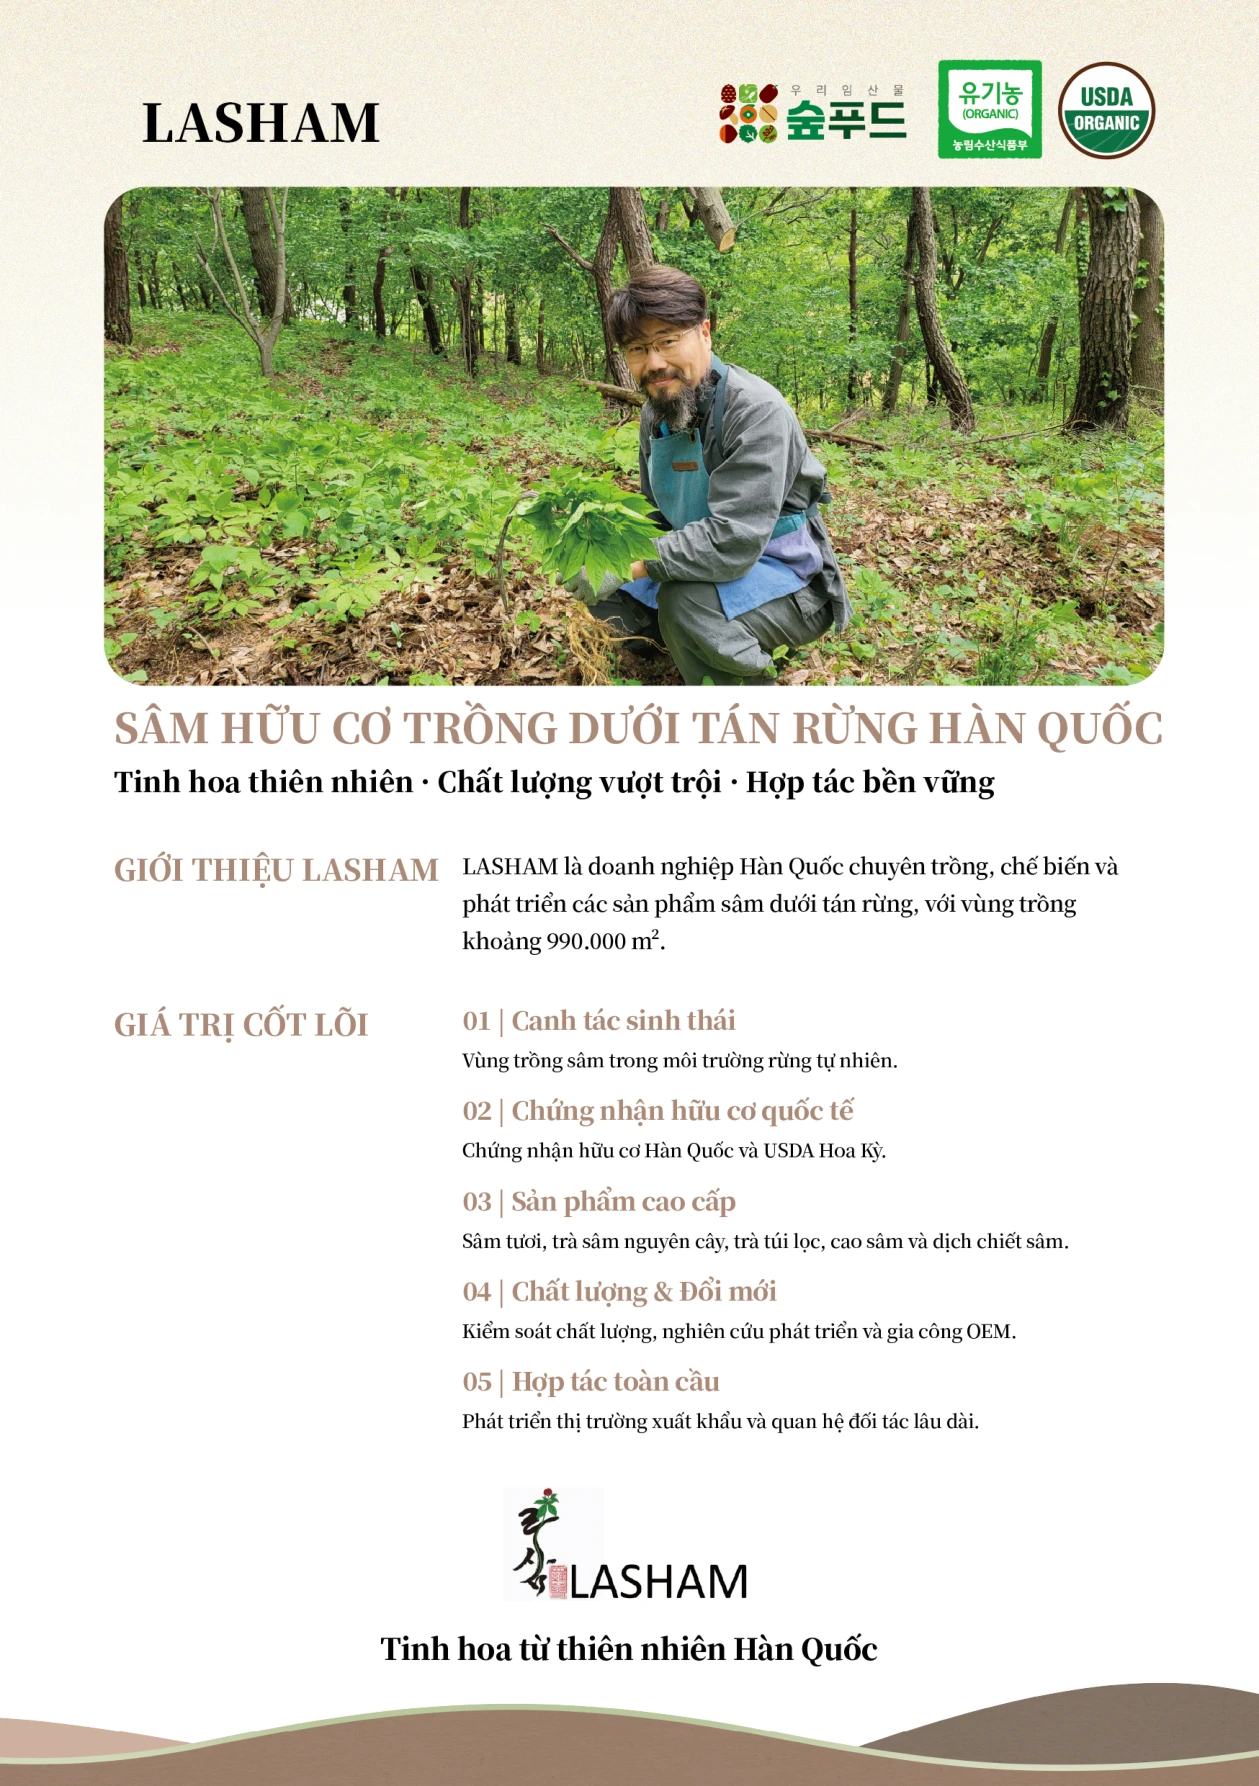 LASHAM
우리임산물
숲푸드
유기농
(ORGANIC)
농림수산식품부
USDA
ORGANIC
SÂM HỮU CƠ TRỒNG DƯỚI TÁN RỪNG HÀN QUỐC
Tinh hoa thiên nhiên · Chất lượng vượt trội · Hợp tác bền vững
GIỚI THIỆU LASHAM
LASHAM là doanh nghiệp Hàn Quốc chuyên trồng, chế biến và
phát triển các sản phẩm sâm dưới tán rừng, với vùng trồng
khoảng 990.000 m².
GIÁ TRỊ CỐT LÕI
01 | Canh tác sinh thái
Vùng trồng sâm trong môi trường rừng tự nhiên.
02 | Chứng nhận hữu cơ quốc tế
Chứng nhận hữu cơ Hàn Quốc và USDA Hoa Kỳ.
03 | Sản phẩm cao cấp
Sâm tươi, trà sâm nguyên cây, trà túi lọc, cao sâm và dịch chiết sâm.
04 | Chất lượng & Đổi mới
Kiểm soát chất lượng, nghiên cứu phát triển và gia công OEM.
05 | Hợp tác toàn cầu
Phát triển thị trường xuất khẩu và quan hệ đối tác lâu dài.
라삼
LASHAM
Tinh hoa từ thiên nhiên Hàn Quốc